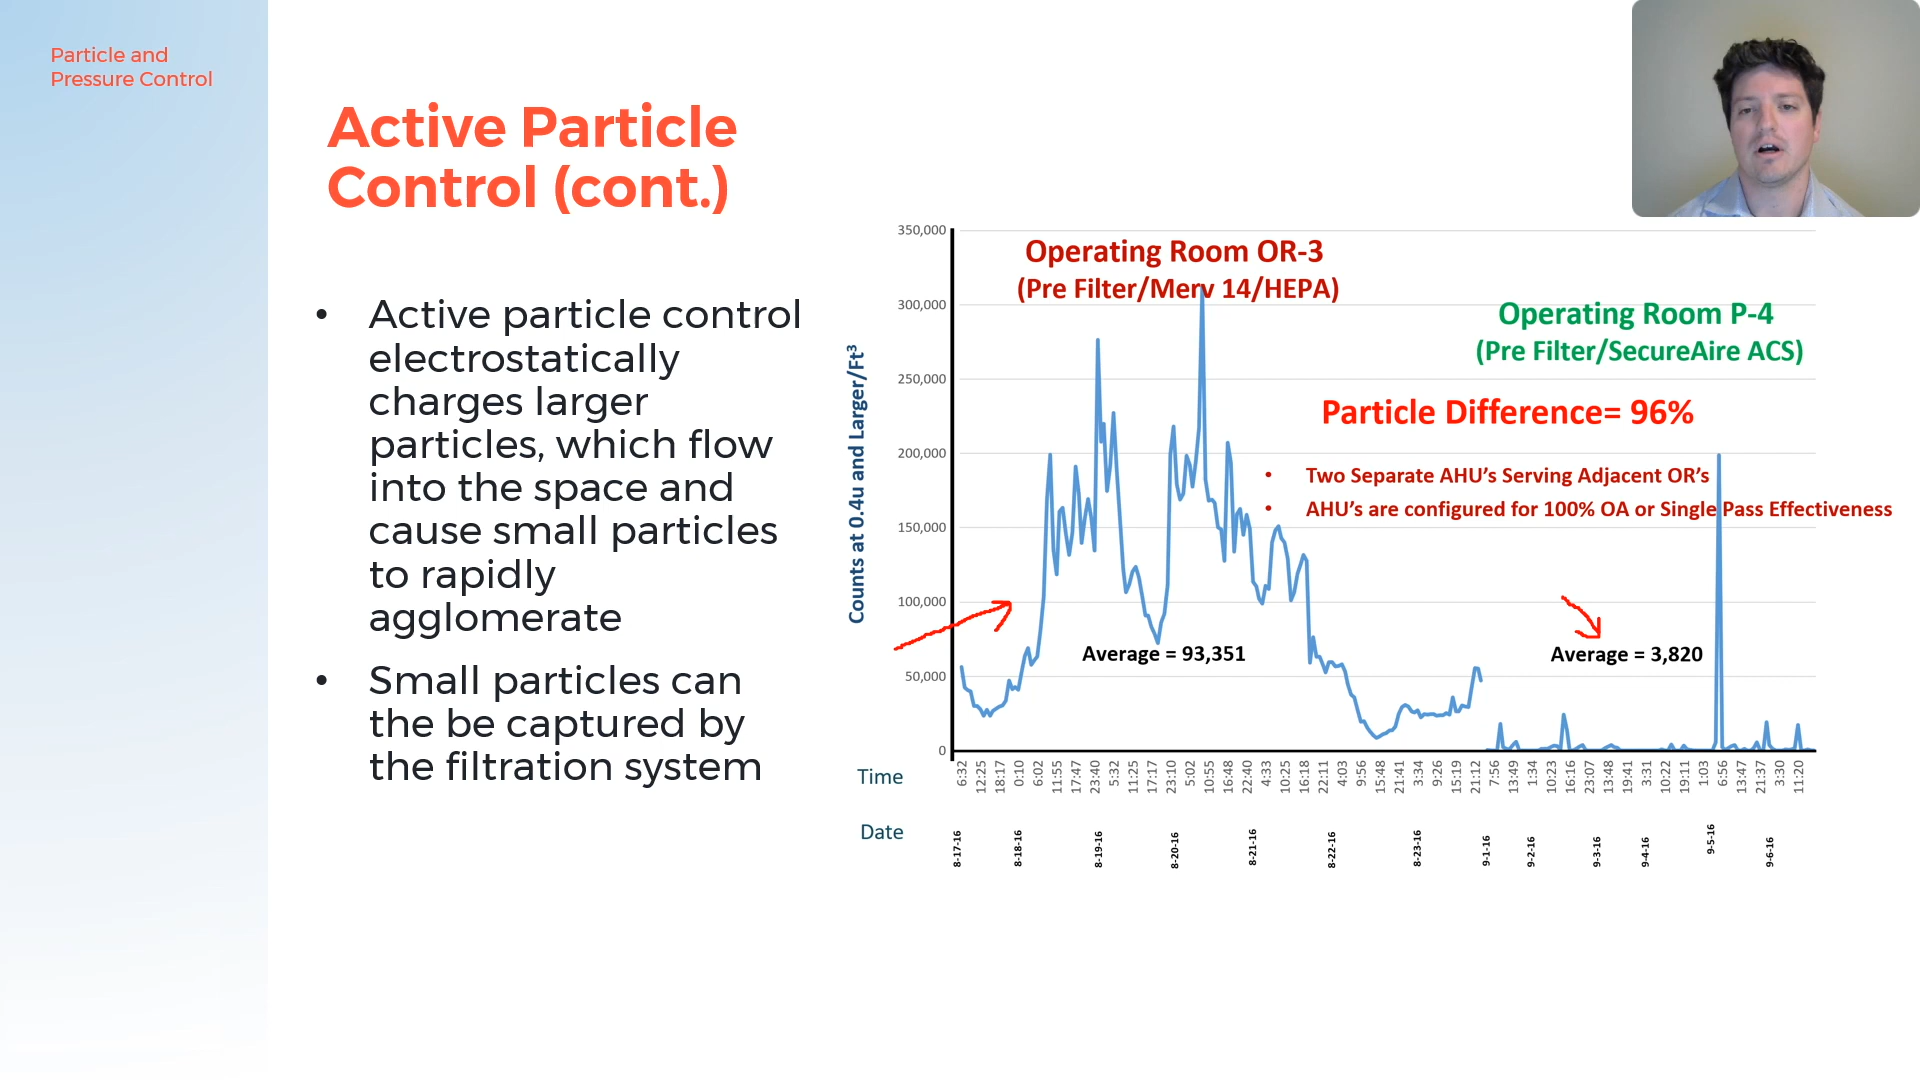 Particle and
Pressure Control
Active Particle
Control (cont.)
• Active particle control
electrostatically
charges larger
particles, which flow
into the space and
cause small particles
to rapidly
agglomerate
• Small particles can
the be captured by
the filtration system
350,000
300,000
250,000
200,000
150,000
100,000
50,000
0
Counts at 0.4u and Larger/Ft³
Operating Room OR-3
(Pre Filter/Merv 14/HEPA)
Operating Room P-4
(Pre Filter/SecureAire ACS)
Particle Difference= 96%
• Two Separate AHU's Serving Adjacent OR's
• AHU's are configured for 100% OA or Single Pass Effectiveness
Average = 93,351
Average = 3,820
Time
6:32 12:25 18:17 0:10 6:02 11:55 17:47 23:40 5:32 11:25 17:17 23:10 5:02 10:55 16:48 22:40 4:33 10:25 16:18 22:11 4:03 9:56 15:48 21:41 3:34 9:26 15:19 21:12 7:56 13:49 1:34 10:23 16:16 23:07 13:48 19:41 3:31 10:22 19:11 1:03 6:56 13:47 21:37 3:30 11:20
Date
8-17-16 8-18-16 8-19-16 8-20-16 8-21-16 8-22-16 8-23-16 9-1-16 9-2-16 9-3-16 9-4-16 9-5-16 9-6-16